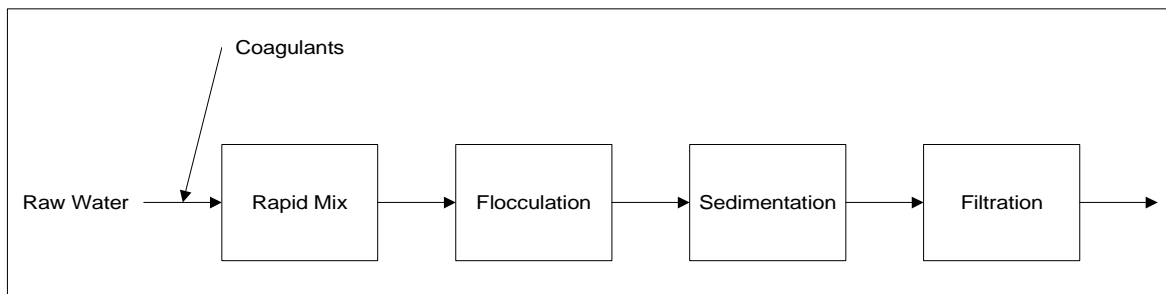 Coagulants
Raw Water
Rapid Mix
Flocculation
Sedimentation
Filtration